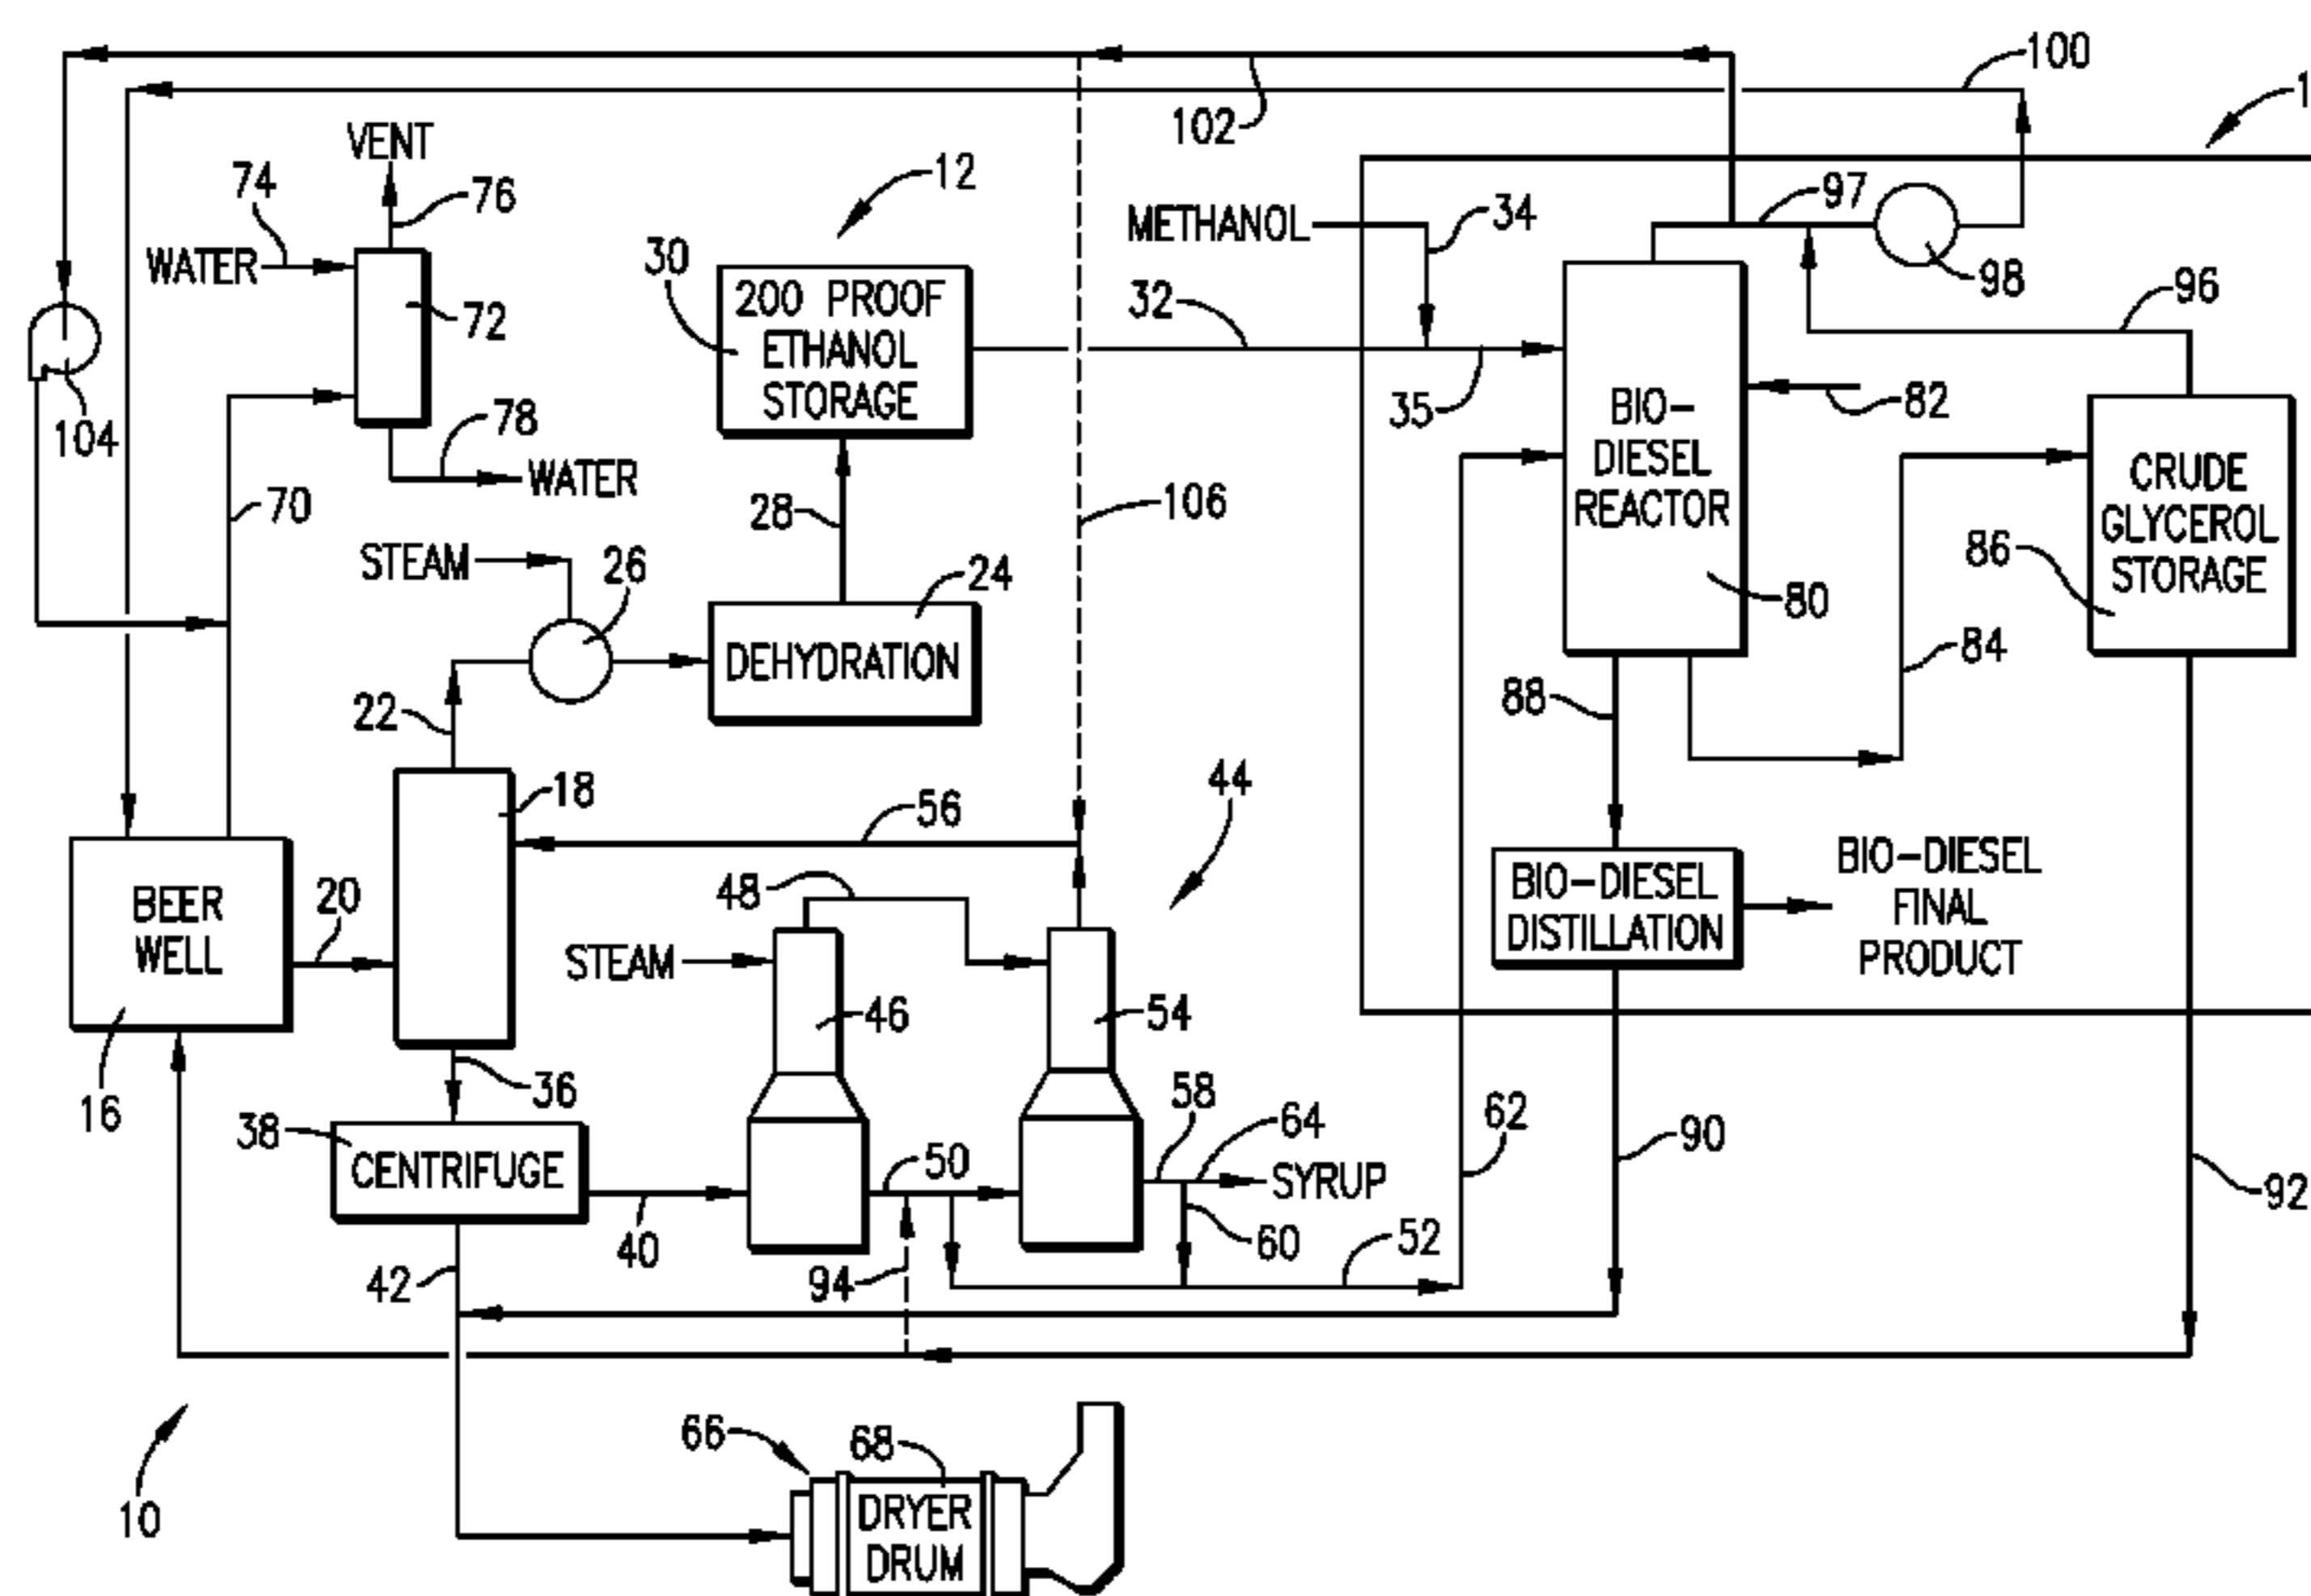 100
1
102
VENT
74
76
12
97
METHANOL
34
WATER
30
200 PROOF
ETHANOL
STORAGE
32
98
96
72
35
82
104
78
WATER
BIO-
DIESEL
REACTOR
CRUDE
GLYCEROL
STORAGE
70
28
106
86
STEAM
26
24
80
DEHYDRATION
84
22
88
18
56
44
48
BIO-DIESEL
DISTILLATION
BIO-DIESEL
FINAL
PRODUCT
BEER
WELL
20
STEAM
46
54
16
36
58
64
62
90
38
CENTRIFUGE
50
SYRUP
92
40
60
52
42
94
66
68
10
DRYER
DRUM